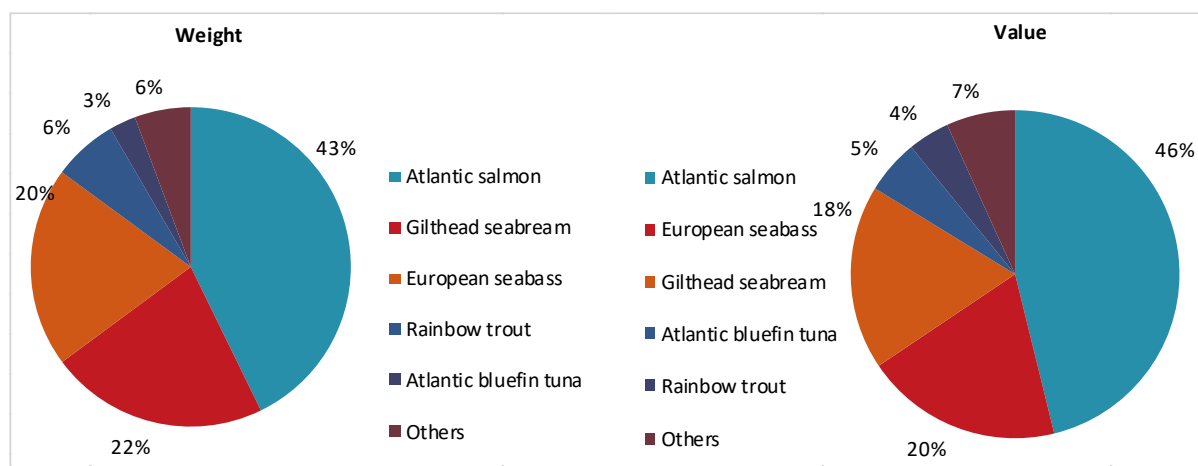 Weight
6%
3%
6%
43%
20%
22%
Atlantic salmon
Gilthead seabream
European seabass
Rainbow trout
Atlantic bluefin tuna
Others
Value
7%
4%
5%
46%
18%
20%
Atlantic salmon
European seabass
Gilthead seabream
Atlantic bluefin tuna
Rainbow trout
Others